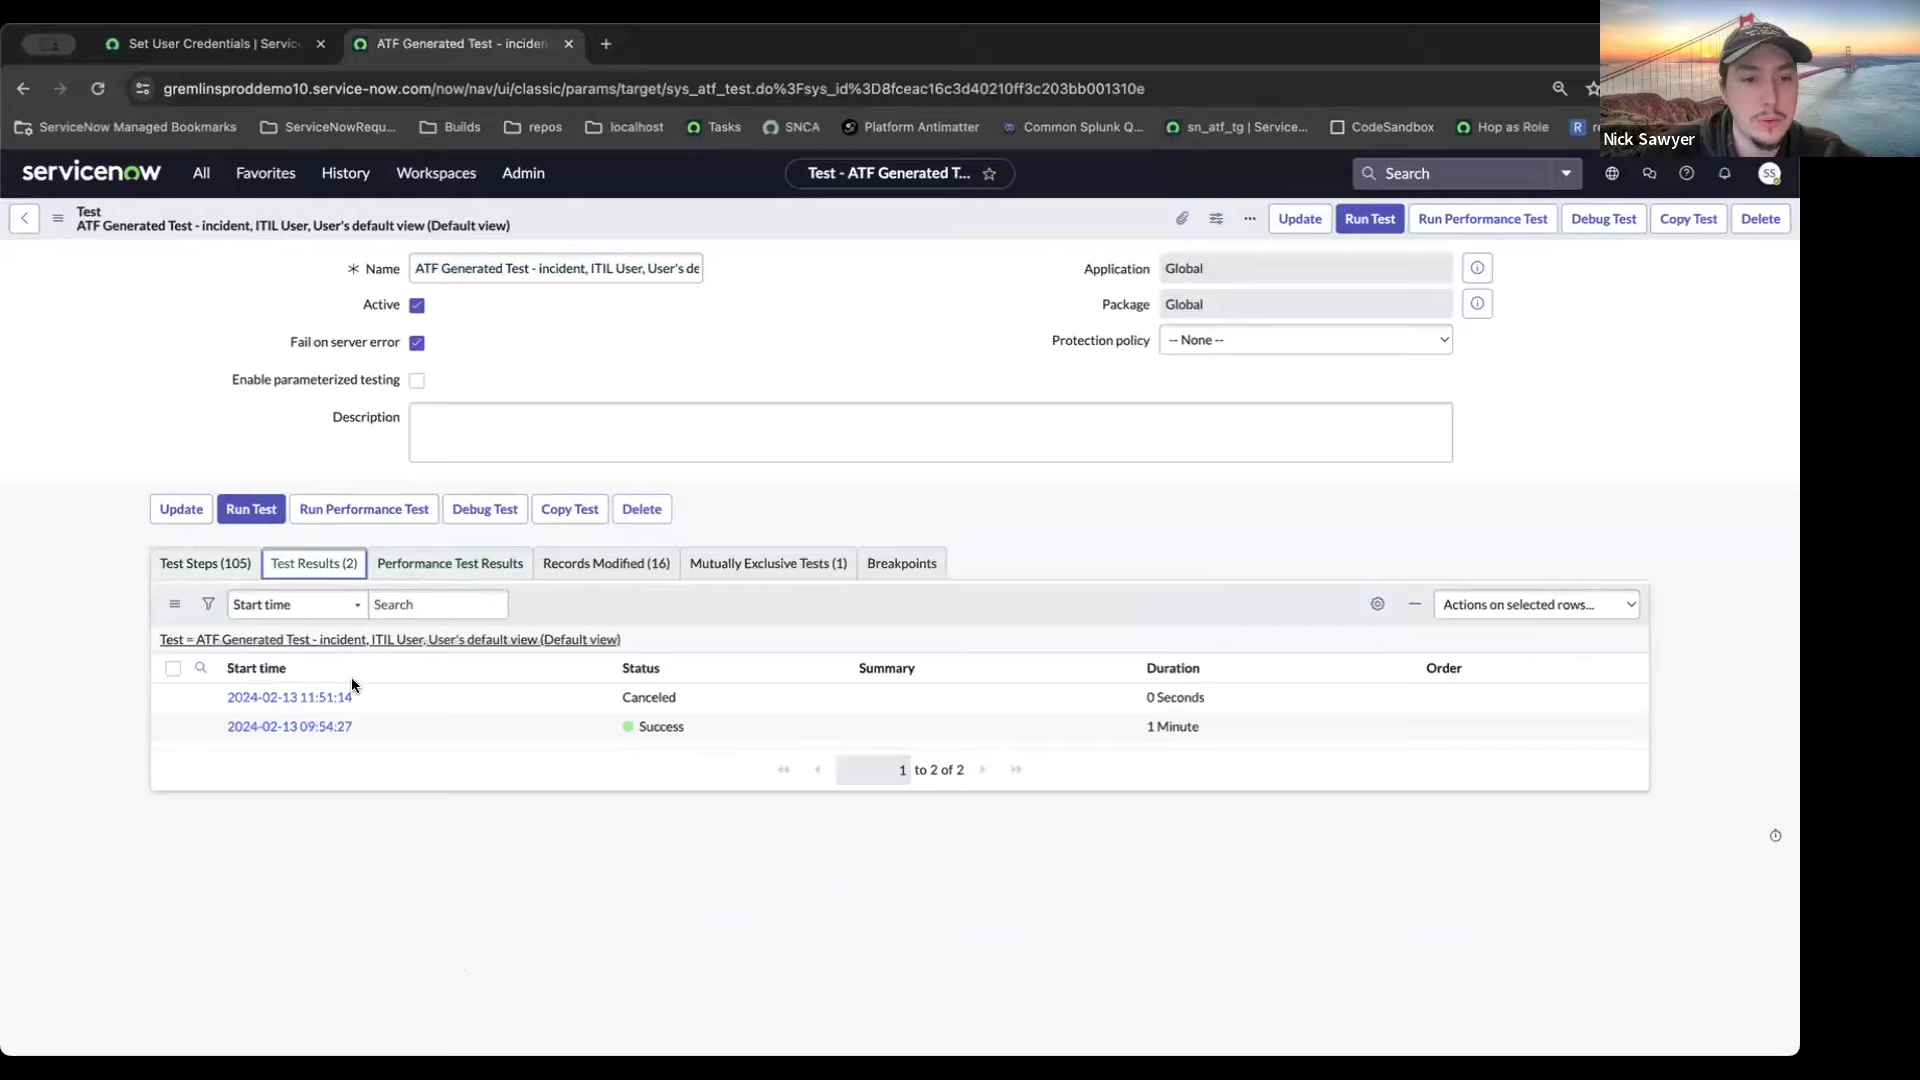 Set User Credentials | Servic
ATF Generated Test - inciden
gremlinsproddemo10.service-now.com/now/nav/ui/classic/params/target/sys_atf_test.do%3Fsys_id%3D8fceac16c3d40210ff3c203bb001310e
ServiceNow Managed Bookmarks
ServiceNowRequ...
Builds
repos
localhost
Tasks
SNCA
Platform Antimatter
Common Splunk Q...
sn_atf_tg | Service...
CodeSandbox
Hop as Role
R
Nick Sawyer
servicenow
All
Favorites
History
Workspaces
Admin
Test - ATF Generated T...
Search
SS
Test
ATF Generated Test - incident, ITIL User, User's default view (Default view)
Update
Run Test
Run Performance Test
Debug Test
Copy Test
Delete
Name
ATF Generated Test - incident, ITIL User, User's de
Application
Global
Active
Package
Global
Fail on server error
Protection policy
-- None --
Enable parameterized testing
Description
Update
Run Test
Run Performance Test
Debug Test
Copy Test
Delete
Test Steps (105)
Test Results (2)
Performance Test Results
Records Modified (16)
Mutually Exclusive Tests (1)
Breakpoints
Start time
Search
Actions on selected rows...
Test = ATF Generated Test - incident, ITIL User, User's default view (Default view)
Start time
Status
Summary
Duration
Order
2024-02-13 11:51:14
Canceled
0 Seconds
2024-02-13 09:54:27
Success
1 Minute
1 to 2 of 2